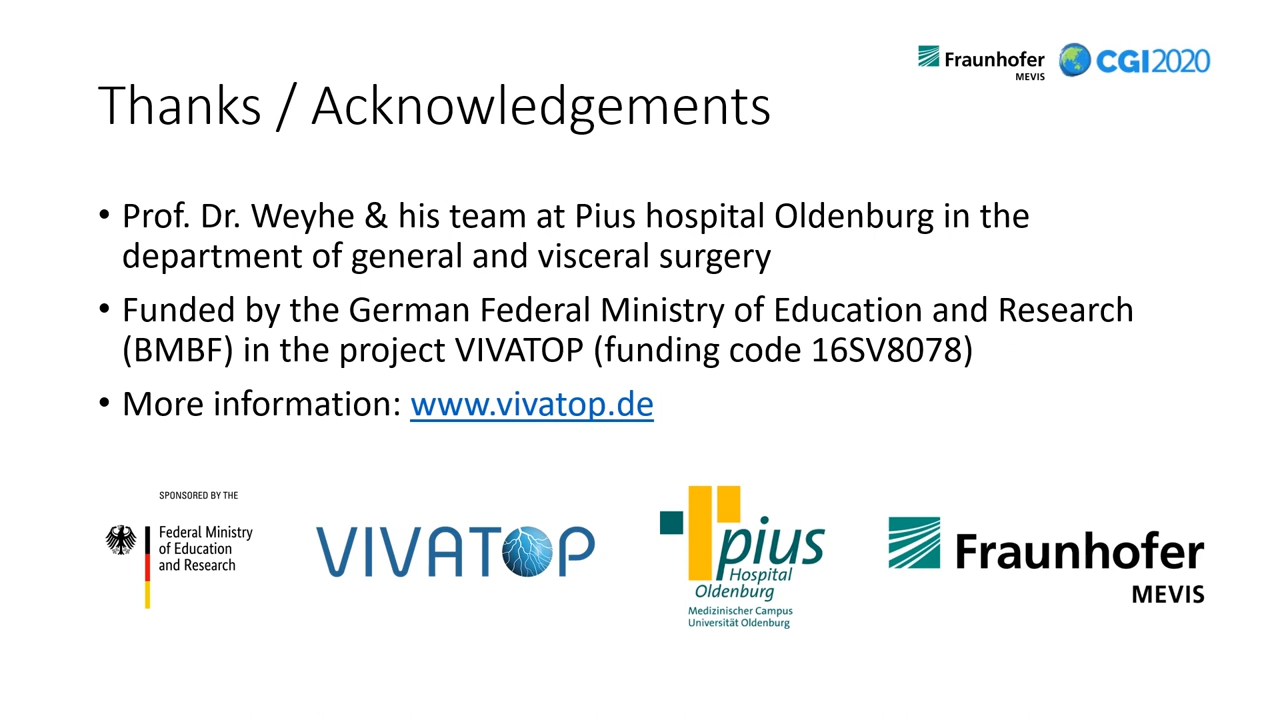 Fraunhofer
MEVIS
CGI2020
Thanks / Acknowledgements
• Prof. Dr. Weyhe & his team at Pius hospital Oldenburg in the
department of general and visceral surgery
• Funded by the German Federal Ministry of Education and Research
(BMBF) in the project VIVATOP (funding code 16SV8078)
• More information: www.vivatop.de
SPONSORED BY THE
Federal Ministry
of Education
and Research
VIVATOP
pius
Hospital
Oldenburg
Medizinischer Campus
Universität Oldenburg
Fraunhofer
MEVIS